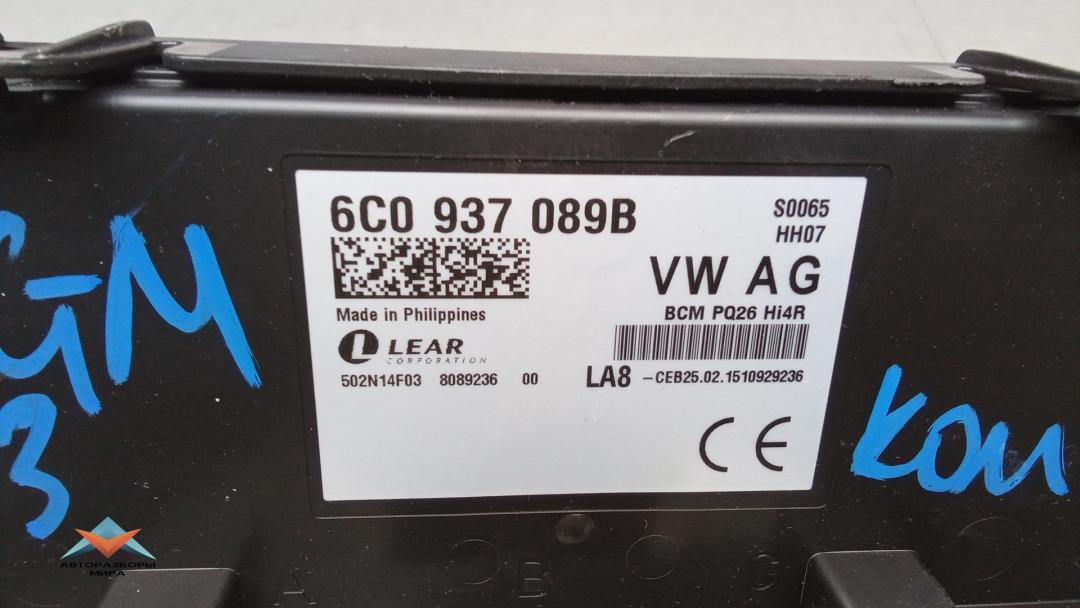 6C0 937 089B
S0065
HH07
VW AG
Made in Philippines
BCM PQ26 Hi4R
LEAR
CORPORATION
502N14F03 8089236 00
LA8 -CEB25.02.1510929236
CE
3
КОМ
АВТОРАЗБОРЫ
МИРА
A B C